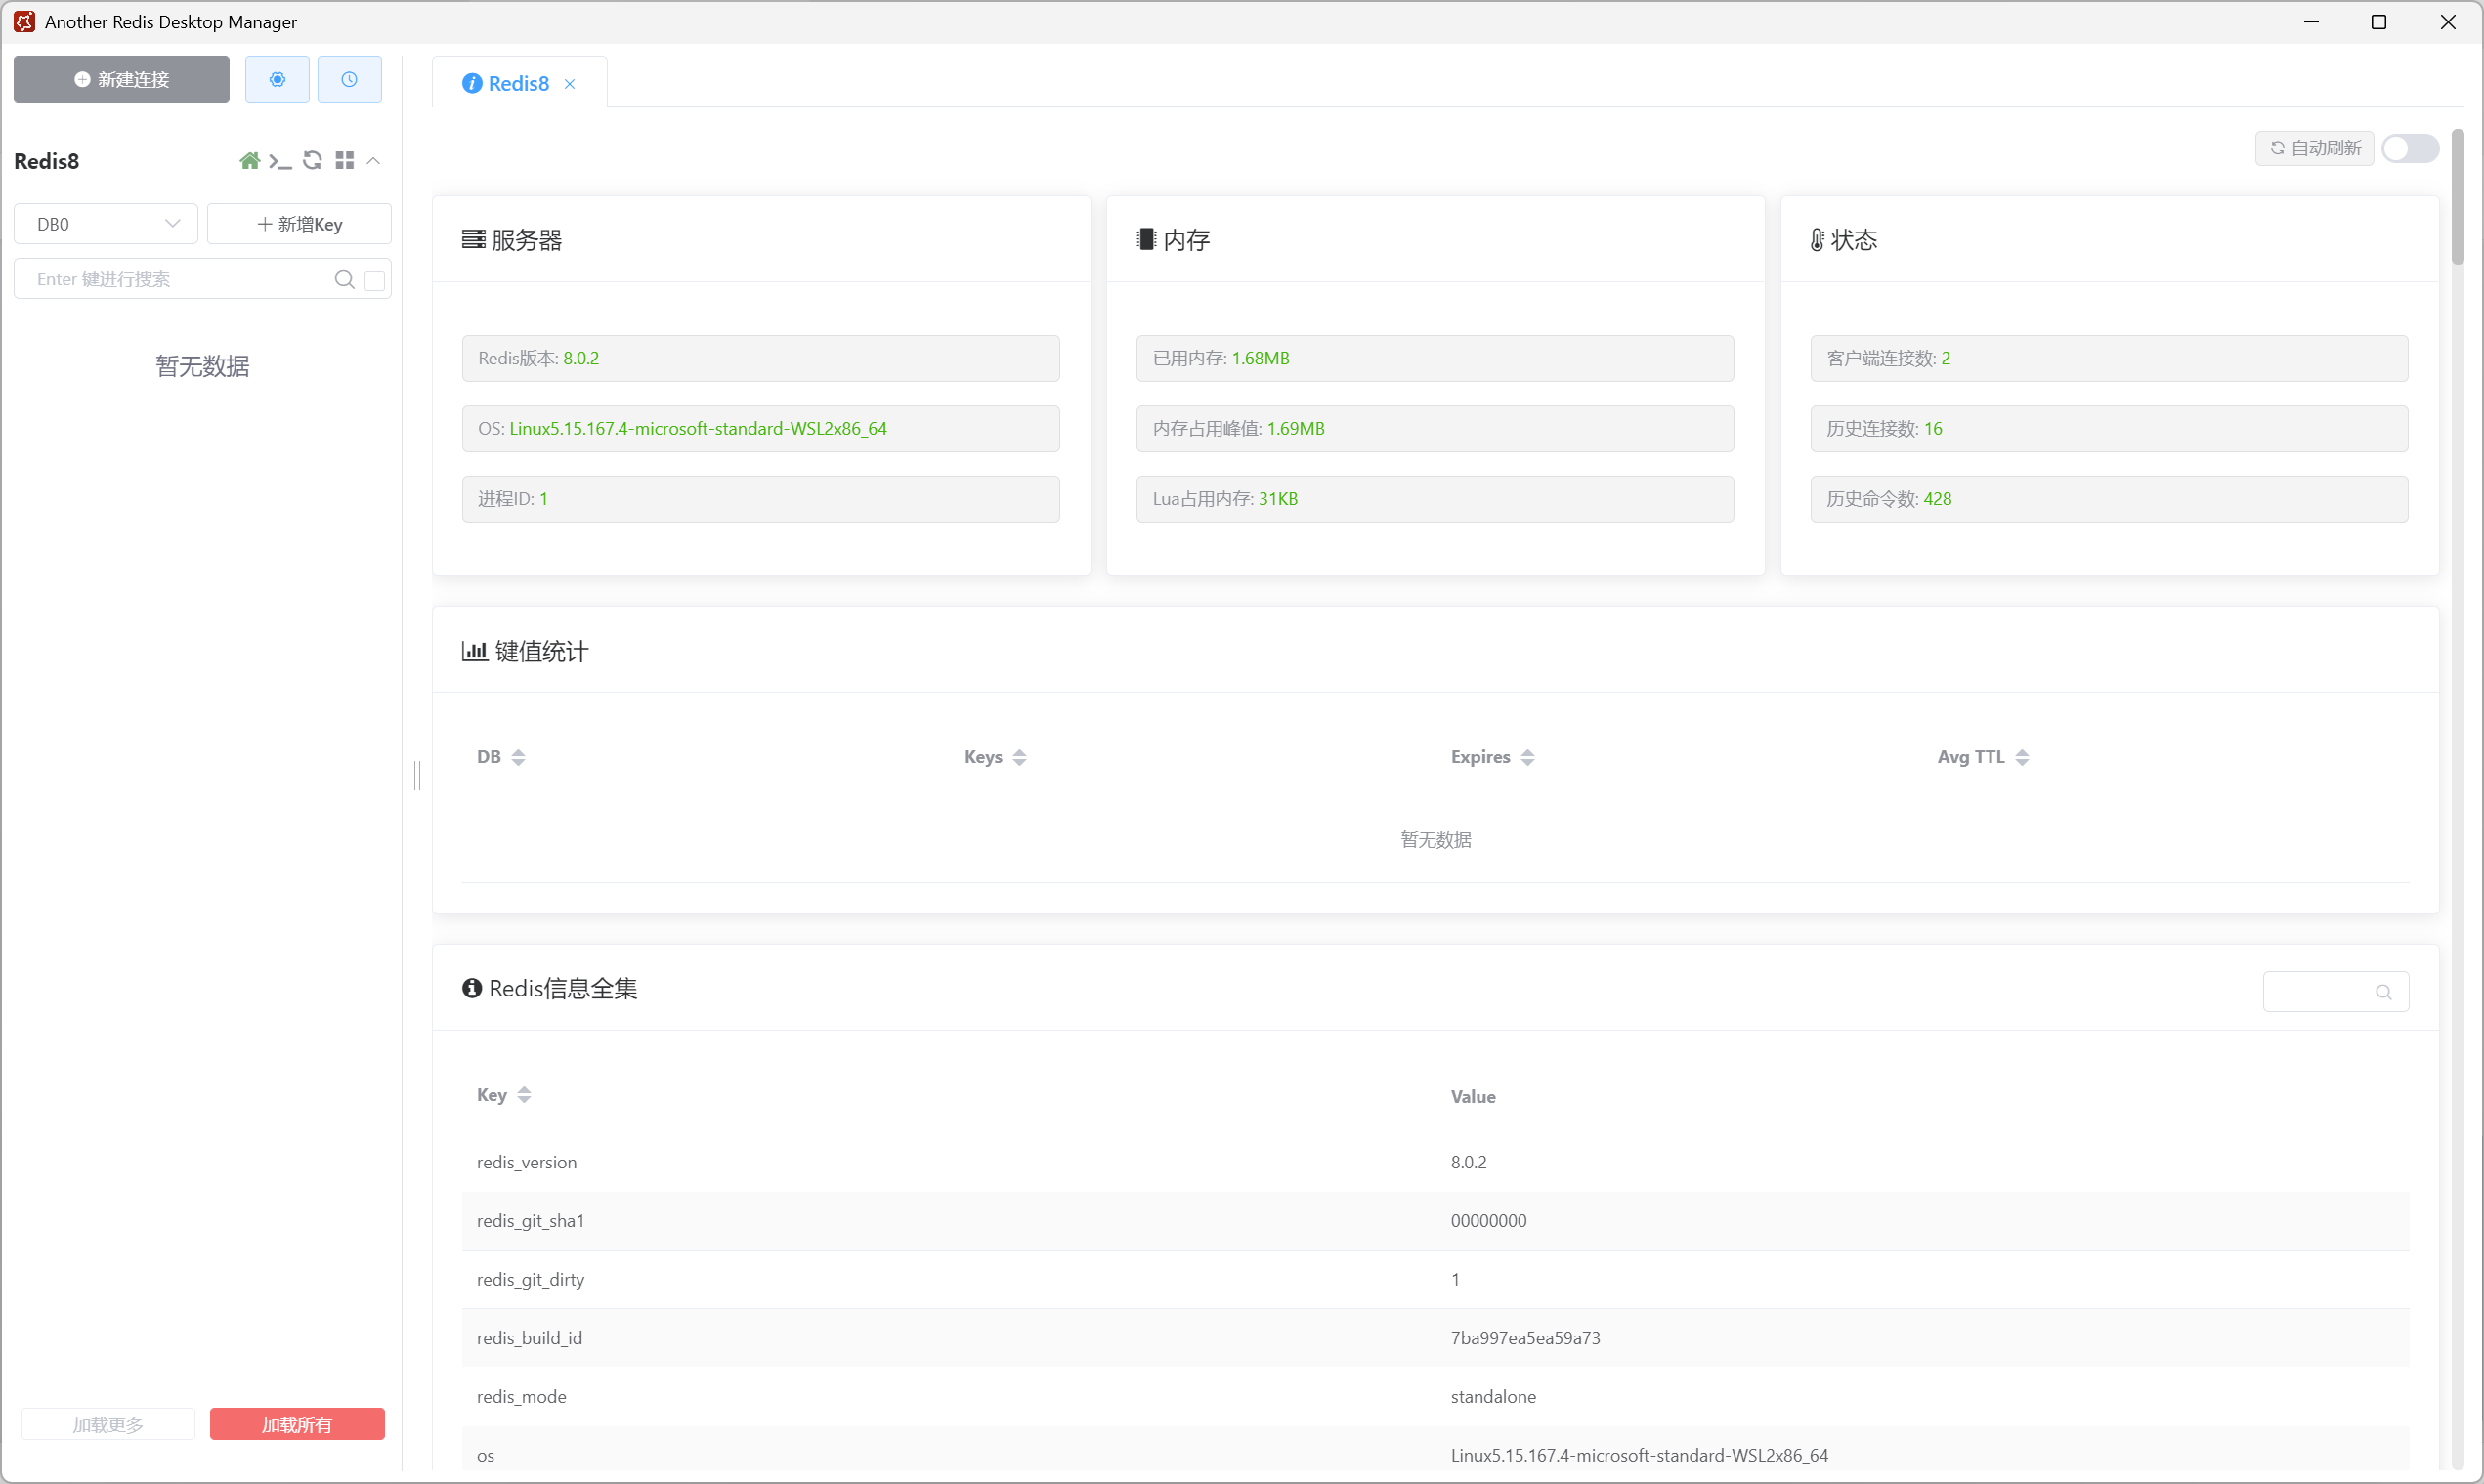 Another Redis Desktop Manager
新建连接
Redis8
DB0
新增Key
Enter 键进行搜索
暂无数据
加载更多
加载所有
Redis8
自动刷新
服务器
Redis版本: 8.0.2
OS: Linux5.15.167.4-microsoft-standard-WSL2x86_64
进程ID: 1
内存
已用内存: 1.68MB
内存占用峰值: 1.69MB
Lua占用内存: 31KB
状态
客户端连接数: 2
历史连接数: 16
历史命令数: 428
键值统计
DB Keys Expires Avg TTL
暂无数据
Redis信息全集
Key Value
redis_version 8.0.2
redis_git_sha1 00000000
redis_git_dirty 1
redis_build_id 7ba997ea5ea59a73
redis_mode standalone
os Linux5.15.167.4-microsoft-standard-WSL2x86_64